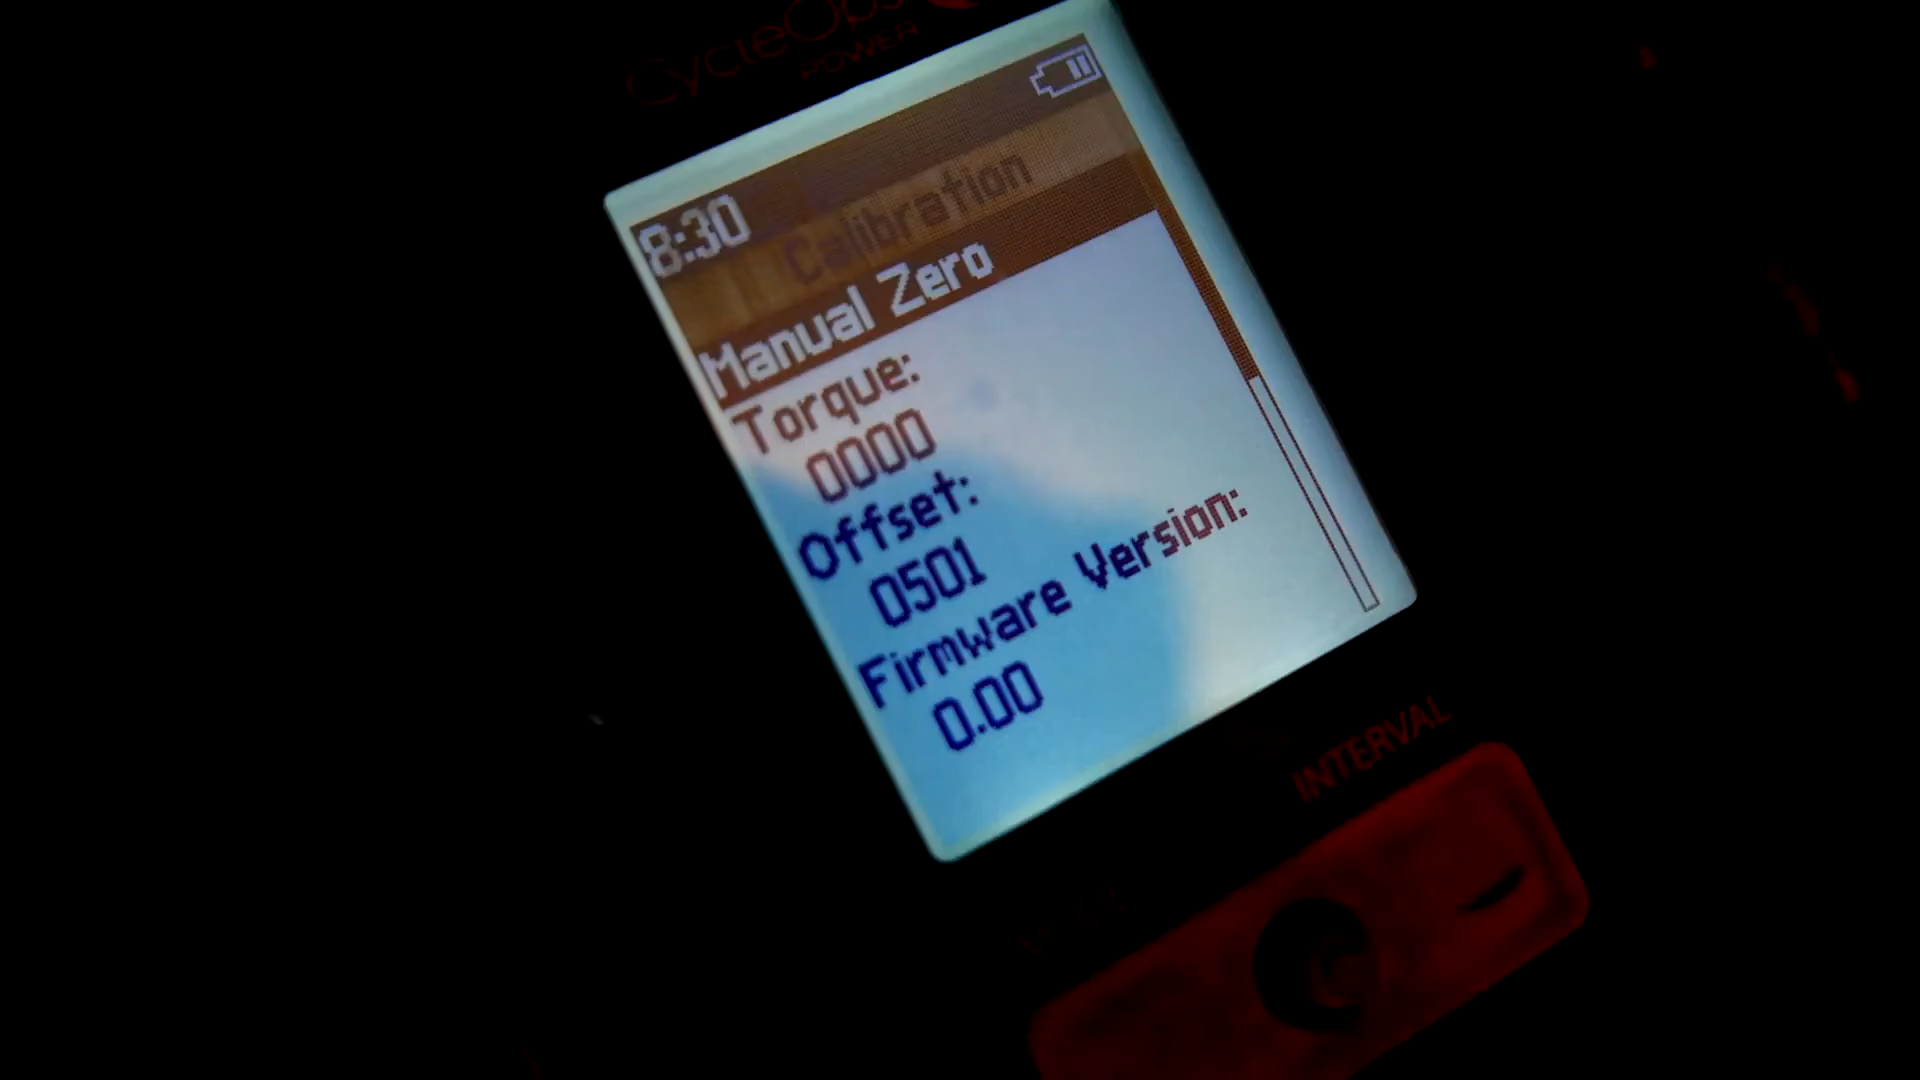 CycleOps
POWER
8:30
Calibration
Manual Zero
Torque:
0000
Offset:
0501
Firmware Version:
0.00
INTERVAL